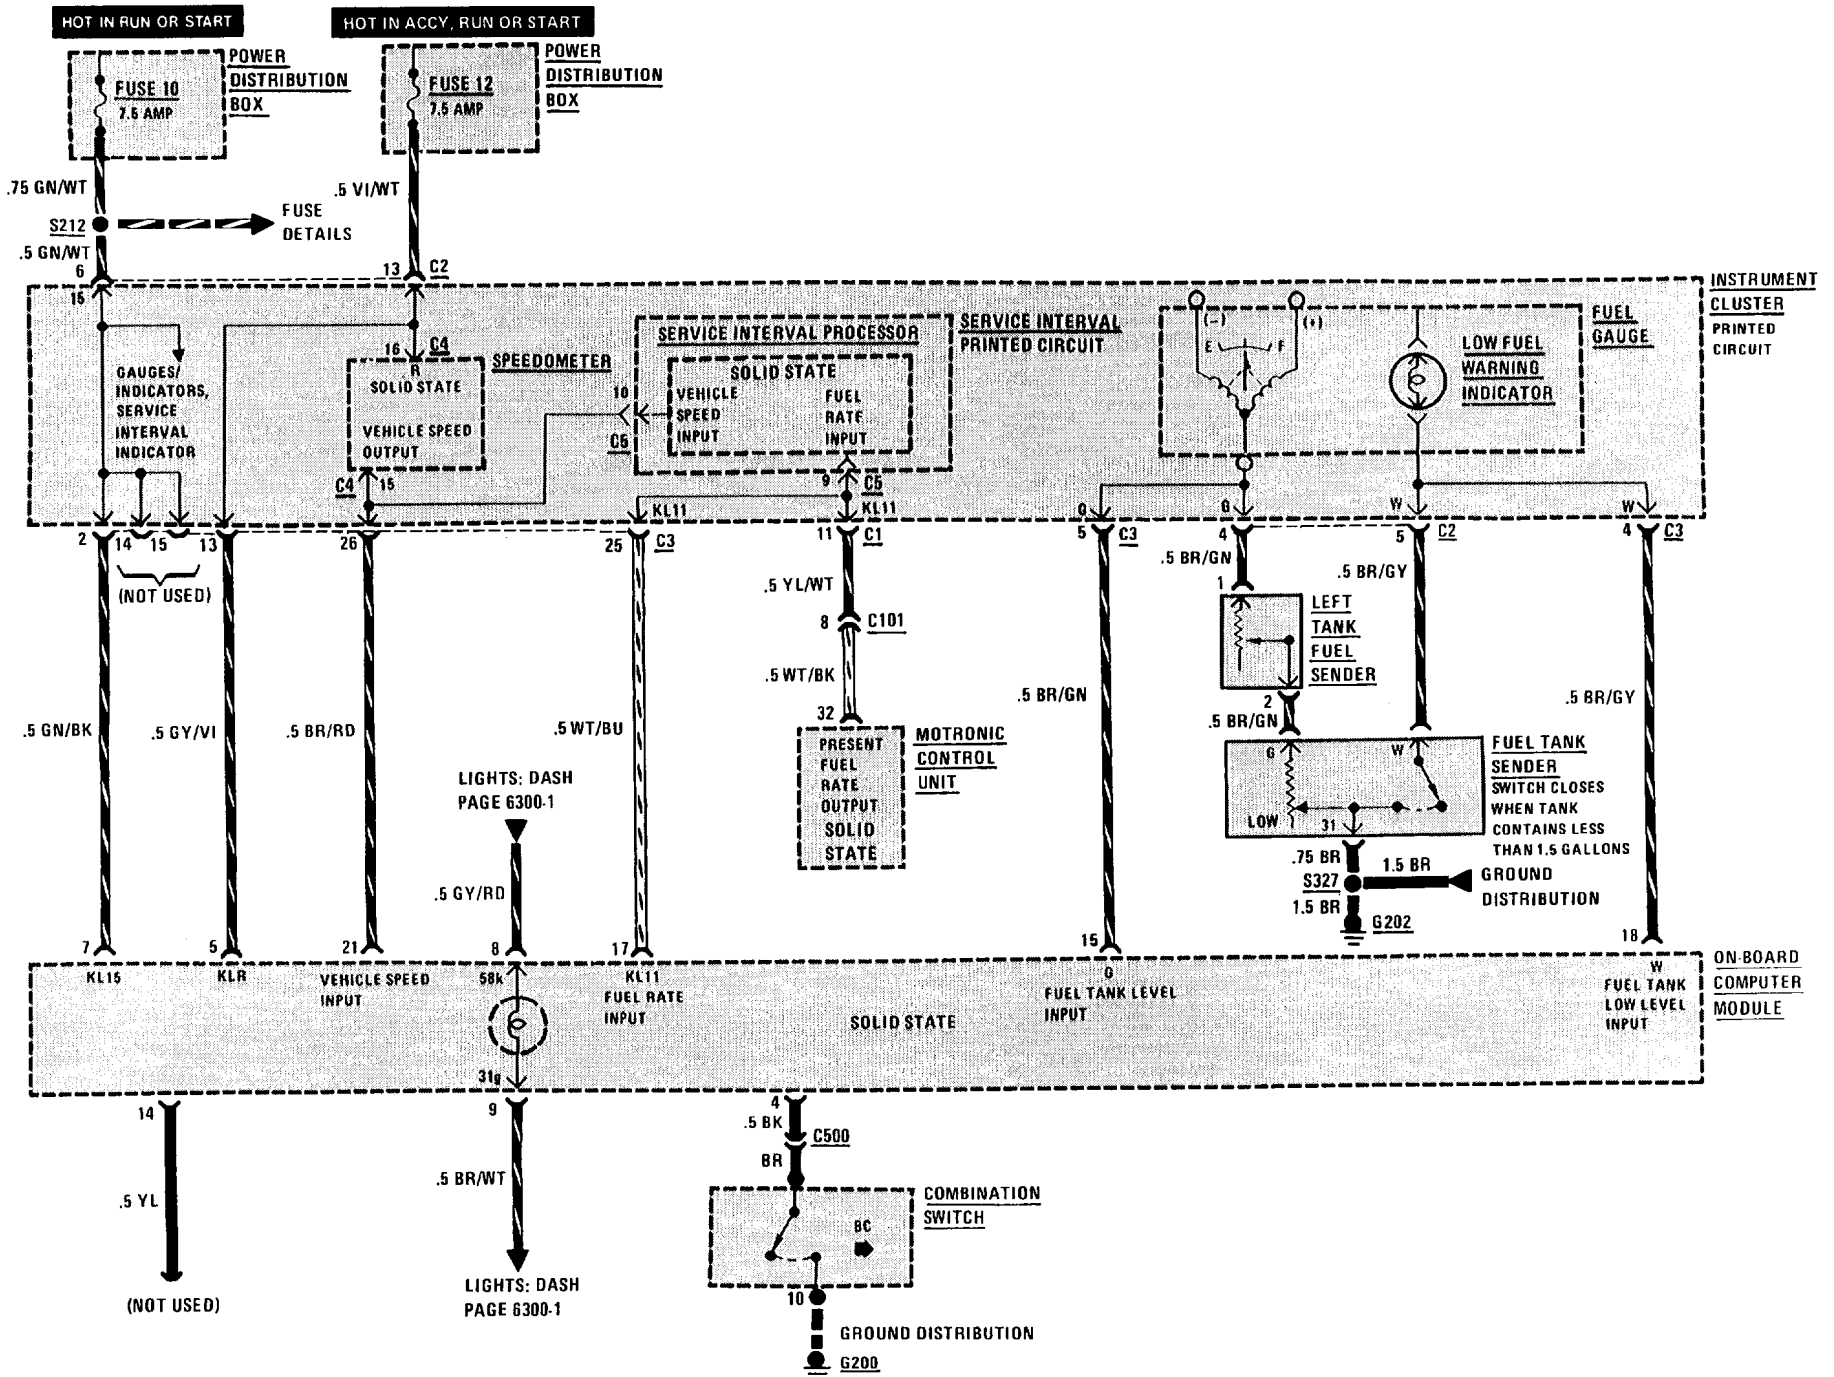 HOT IN RUN OR START
HOT IN ACCY, RUN OR START
POWER
DISTRIBUTION
BOX
FUSE 10
7.5 AMP
POWER
DISTRIBUTION
BOX
FUSE 12
7.5 AMP
.75 GN/WT
.5 VI/WT
S212
FUSE
DETAILS
.5 GN/WT
6
13
C2
INSTRUMENT
CLUSTER
PRINTED
CIRCUIT
15
GAUGES/
INDICATORS,
SERVICE
INTERVAL
INDICATOR
16
C4
R
SOLID STATE
VEHICLE SPEED
OUTPUT
SPEEDOMETER
C4
15
SERVICE INTERVAL PROCESSOR
SOLID STATE
VEHICLE
SPEED
INPUT
FUEL
RATE
INPUT
SERVICE INTERVAL
PRINTED CIRCUIT
10
C5
9
C5
KL11
KL11
(-)
(+)
E
F
LOW FUEL
WARNING
INDICATOR
FUEL
GAUGE
G
G
W
W
2
14
15
13
26
25
C3
11
C1
5
C3
4
5
C2
4
C3
(NOT USED)
.5 YL/WT
8
C101
.5 WT/BK
32
.5 BR/GN
1
LEFT
TANK
FUEL
SENDER
2
.5 BR/GN
.5 BR/GY
.5 GN/BK
.5 GY/VI
.5 BR/RD
.5 WT/BU
.5 BR/GN
.5 BR/GY
PRESENT
FUEL
RATE
OUTPUT
SOLID
STATE
MOTRONIC
CONTROL
UNIT
G
W
LOW
31
FUEL TANK
SENDER
SWITCH CLOSES
WHEN TANK
CONTAINS LESS
THAN 1.5 GALLONS
LIGHTS: DASH
PAGE 6300-1
.5 GY/RD
.75 BR
S327
1.5 BR
1.5 BR
GROUND
DISTRIBUTION
G202
7
5
21
8
17
15
18
KL15
KLR
VEHICLE SPEED
INPUT
58k
KL11
FUEL RATE
INPUT
SOLID STATE
G
FUEL TANK LEVEL
INPUT
W
FUEL TANK
LOW LEVEL
INPUT
ON-BOARD
COMPUTER
MODULE
31g
14
9
4
.5 BK
C500
BR
.5 YL
(NOT USED)
.5 BR/WT
LIGHTS: DASH
PAGE 6300-1
COMBINATION
SWITCH
BC
10
GROUND DISTRIBUTION
G200